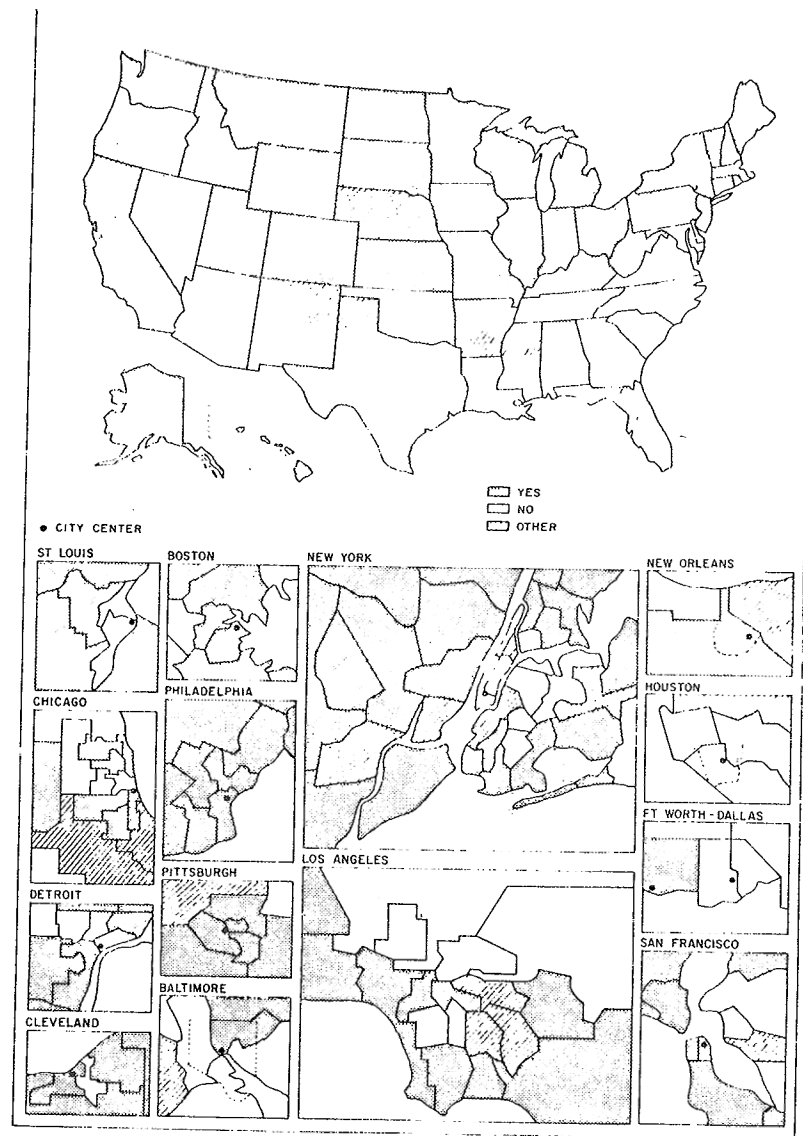 YES
NO
OTHER
CITY CENTER
ST LOUIS
BOSTON
NEW YORK
NEW ORLEANS
CHICAGO
PHILADELPHIA
HOUSTON
FT WORTH-DALLAS
LOS ANGELES
PITTSBURGH
DETROIT
SAN FRANCISCO
BALTIMORE
CLEVELAND